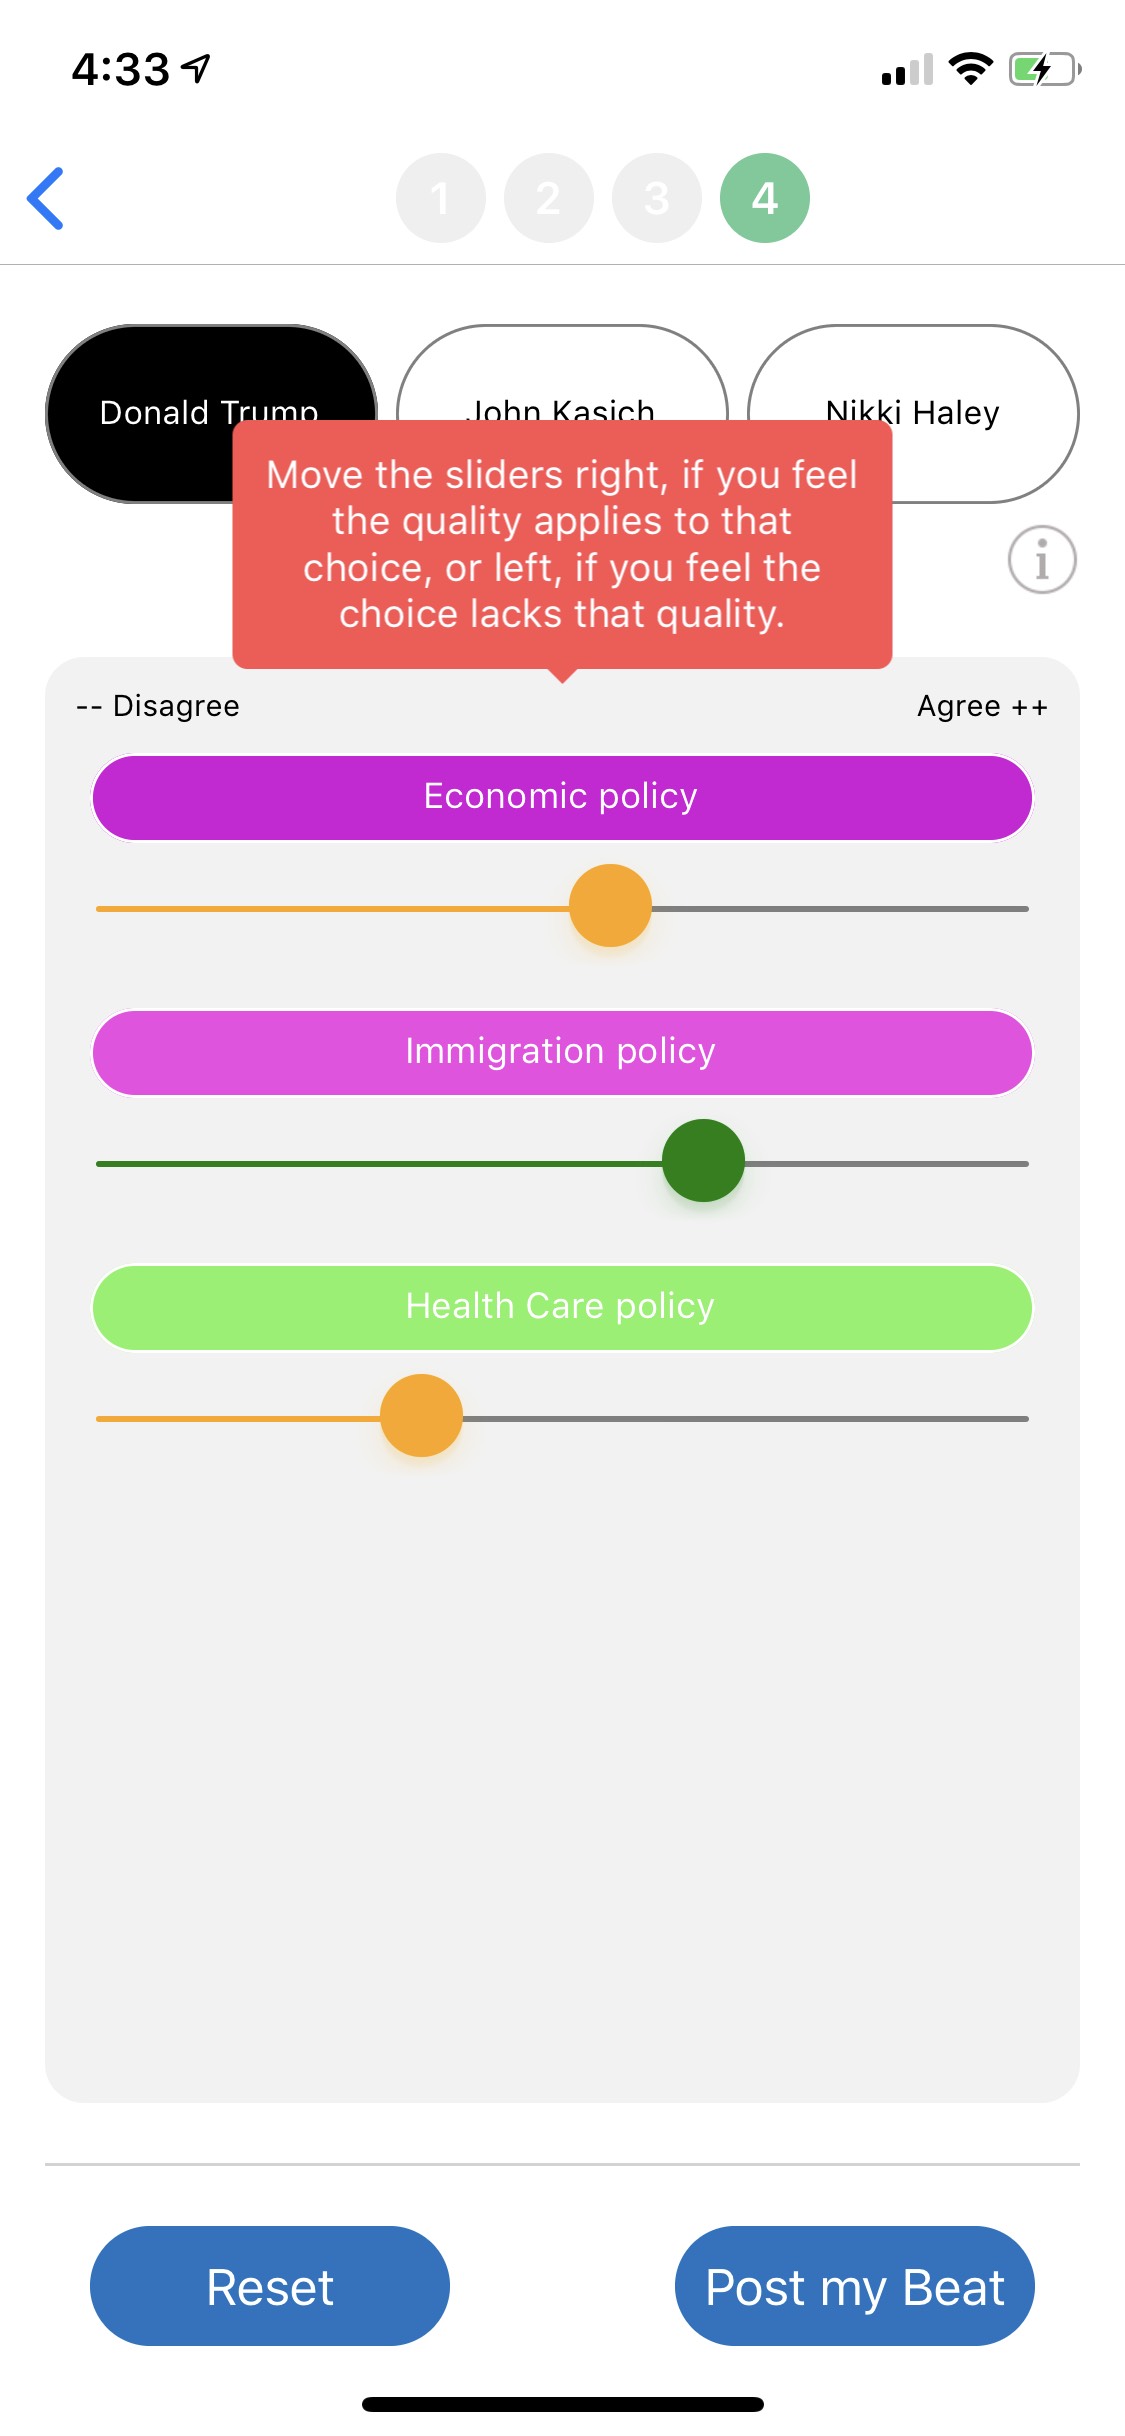 4:33
1 2 3 4
Donald Trump John Kasich Nikki Haley
Move the sliders right, if you feel
the quality applies to that
choice, or left, if you feel the
choice lacks that quality.
i
-- Disagree Agree ++
Economic policy
Immigration policy
Health Care policy
Reset Post my Beat